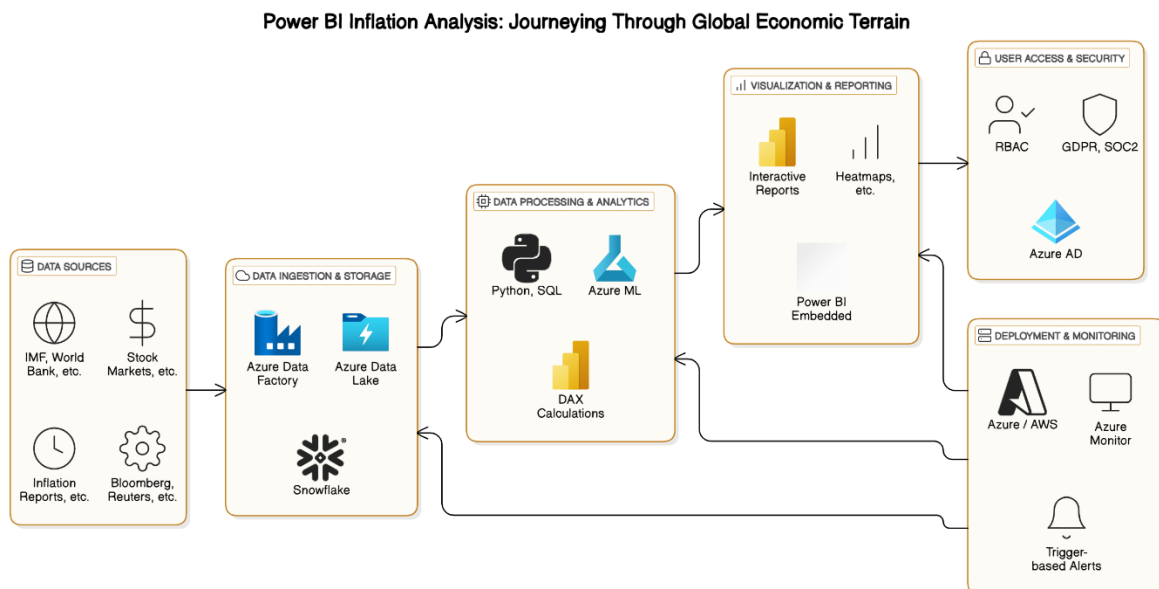 Power BI Inflation Analysis: Journeying Through Global Economic Terrain
DATA SOURCES
IMF, World
Bank, etc.
Stock
Markets, etc.
Inflation
Reports, etc.
Bloomberg,
Reuters, etc.
DATA INGESTION & STORAGE
Azure Data
Factory
Azure Data
Lake
Snowflake
DATA PROCESSING & ANALYTICS
Python, SQL
Azure ML
DAX
Calculations
VISUALIZATION & REPORTING
Interactive
Reports
Heatmaps,
etc.
Power BI
Embedded
USER ACCESS & SECURITY
RBAC
GDPR, SOC2
Azure AD
DEPLOYMENT & MONITORING
Azure / AWS
Azure
Monitor
Trigger-
based Alerts